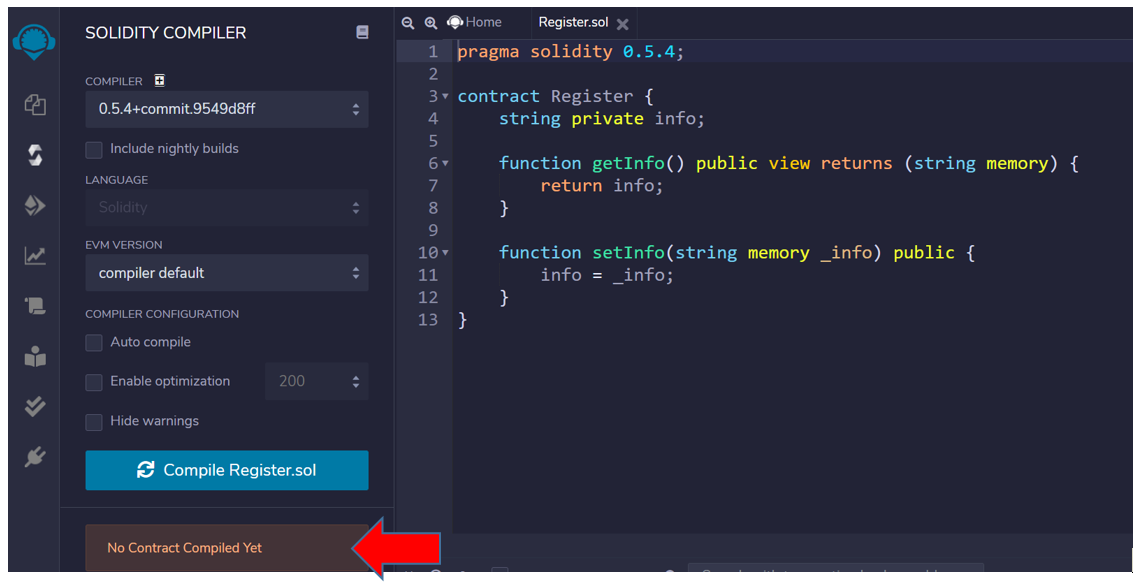 SOLIDITY COMPILER
COMPILER
0.5.4+commit.9549d8ff
Include nightly builds
LANGUAGE
Solidity
EVM VERSION
compiler default
COMPILER CONFIGURATION
Auto compile
Enable optimization 200
Hide warnings
Compile Register.sol
No Contract Compiled Yet
Home Register.sol
1 pragma solidity 0.5.4;
2
3 contract Register {
4 string private info;
5
6 function getInfo() public view returns (string memory) {
7 return info;
8 }
9
10 function setInfo(string memory _info) public {
11 info = _info;
12 }
13 }